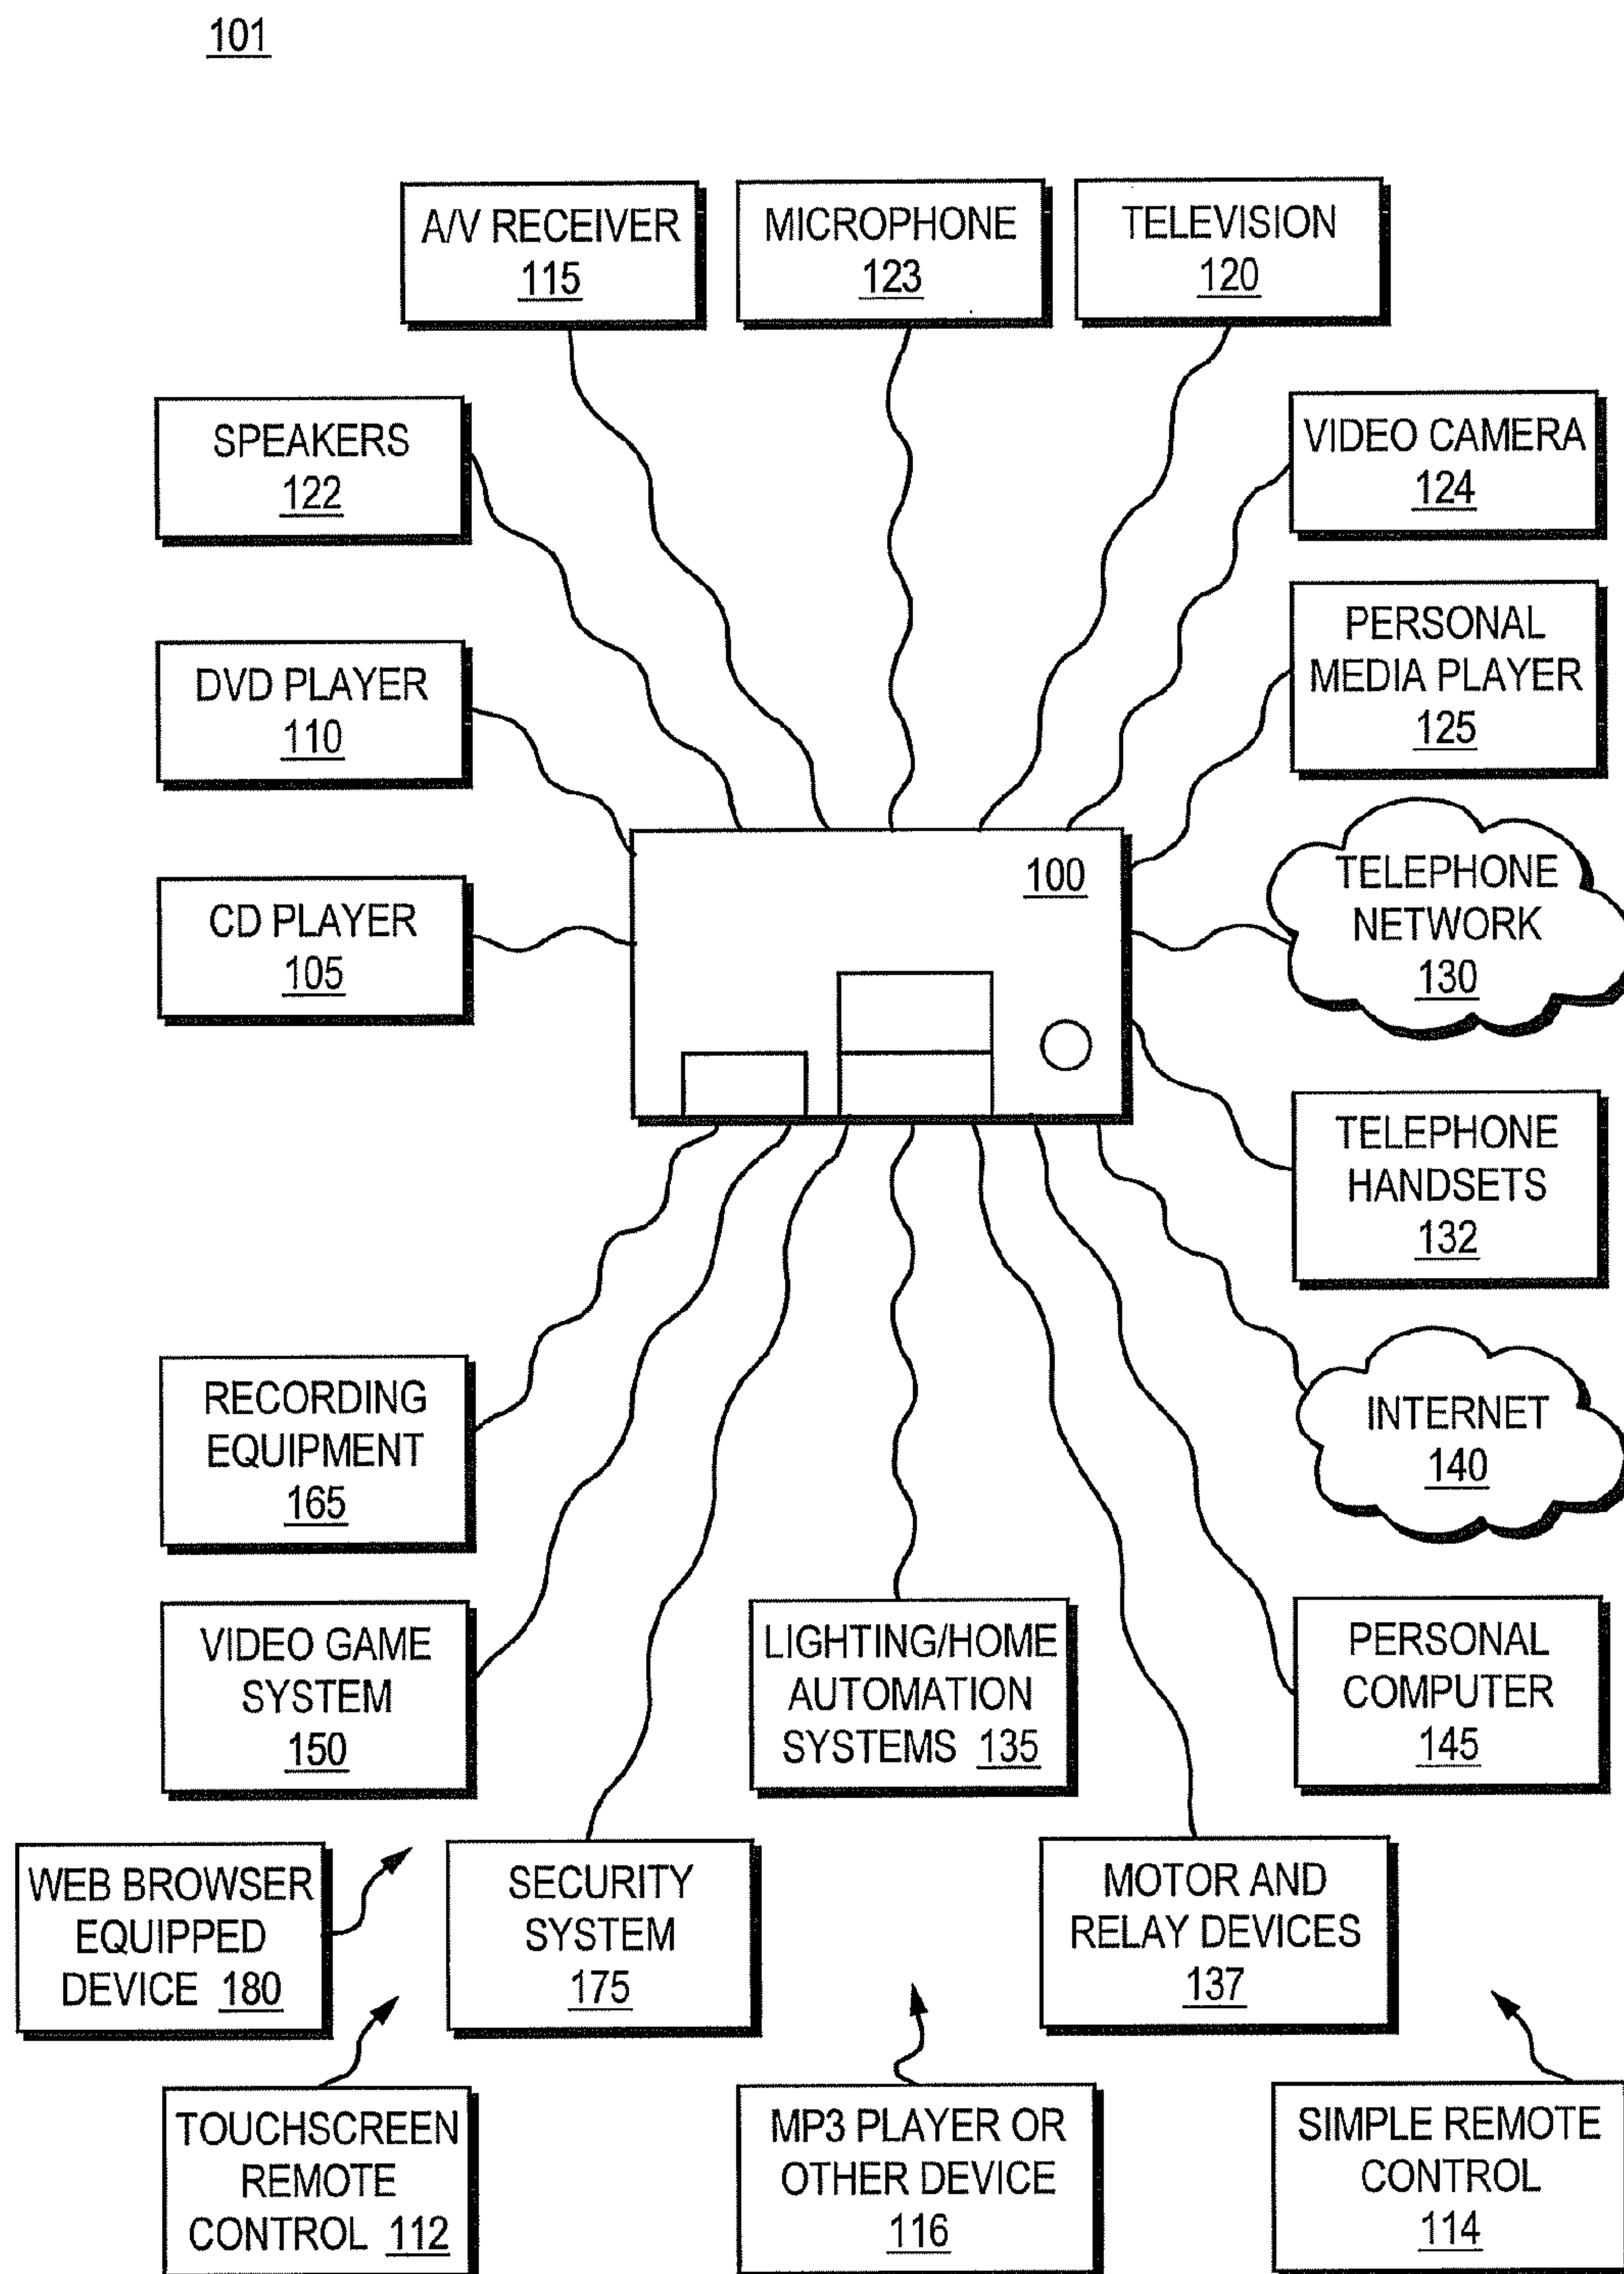 101
A/V RECEIVER
115
MICROPHONE
123
TELEVISION
120
SPEAKERS
122
VIDEO CAMERA
124
DVD PLAYER
110
PERSONAL
MEDIA PLAYER
125
CD PLAYER
105
100
TELEPHONE
NETWORK
130
TELEPHONE
HANDSETS
132
RECORDING
EQUIPMENT
165
INTERNET
140
VIDEO GAME
SYSTEM
150
LIGHTING/HOME
AUTOMATION
SYSTEMS 135
PERSONAL
COMPUTER
145
WEB BROWSER
EQUIPPED
DEVICE 180
SECURITY
SYSTEM
175
MOTOR AND
RELAY DEVICES
137
TOUCHSCREEN
REMOTE
CONTROL 112
MP3 PLAYER OR
OTHER DEVICE
116
SIMPLE REMOTE
CONTROL
114